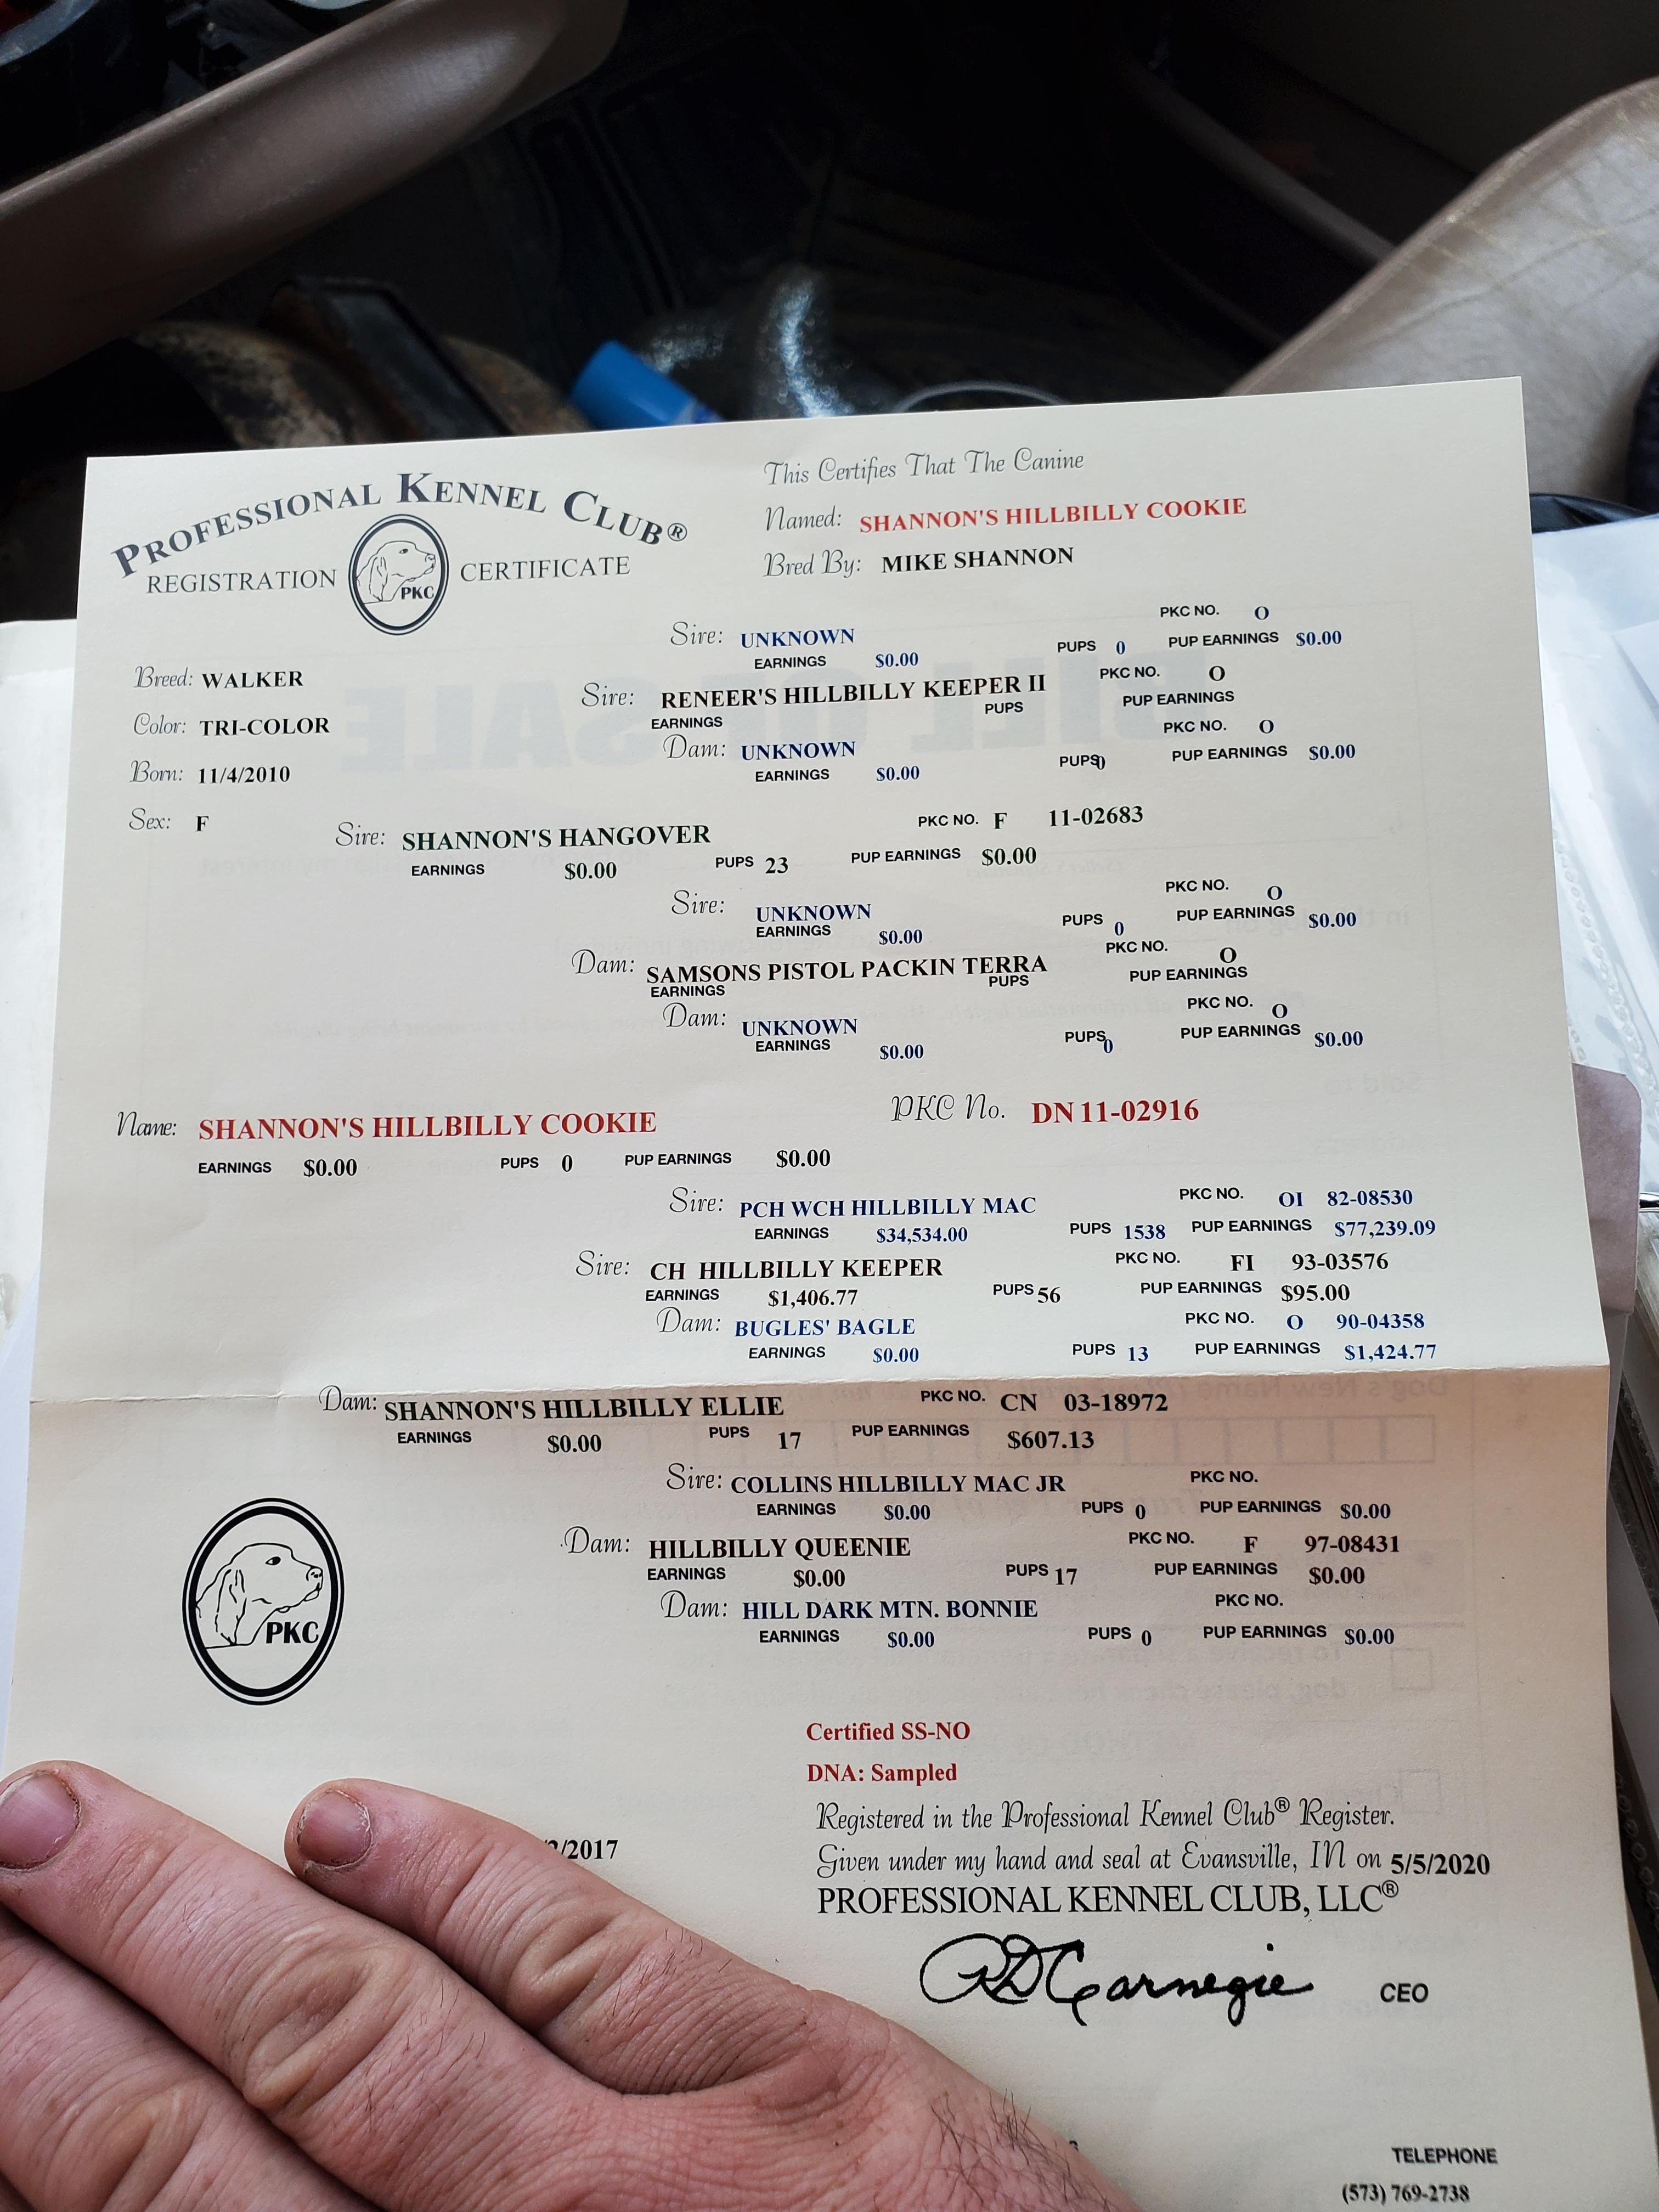 PROFESSIONAL KENNEL CLUB®
REGISTRATION PKC CERTIFICATE
This Certifies That The Canine
Named: SHANNON'S HILLBILLY COOKIE
Bred By: MIKE SHANNON
PKC NO. O
Sire: UNKNOWN
EARNINGS $0.00 PUPS 0 PUP EARNINGS $0.00
Breed: WALKER
Sire: RENEER'S HILLBILLY KEEPER II PKC NO. O
EARNINGS PUPS PUP EARNINGS
Color: TRI-COLOR
Dam: UNKNOWN PKC NO. O
EARNINGS $0.00 PUPS 0 PUP EARNINGS $0.00
Born: 11/4/2010
Sex: F
Sire: SHANNON'S HANGOVER PKC NO. F 11-02683
EARNINGS $0.00 PUPS 23 PUP EARNINGS $0.00
Sire: UNKNOWN PKC NO. O
EARNINGS $0.00 PUPS 0 PUP EARNINGS $0.00
Dam: SAMSONS PISTOL PACKIN TERRA PKC NO. O
EARNINGS PUPS PUP EARNINGS
Dam: UNKNOWN PKC NO. O
EARNINGS $0.00 PUPS 0 PUP EARNINGS $0.00
Name: SHANNON'S HILLBILLY COOKIE PKC No. DN 11-02916
EARNINGS $0.00 PUPS 0 PUP EARNINGS $0.00
Sire: PCH WCH HILLBILLY MAC PKC NO. OI 82-08530
EARNINGS $34,534.00 PUPS 1538 PUP EARNINGS $77,239.09
Sire: CH HILLBILLY KEEPER PKC NO. FI 93-03576
EARNINGS $1,406.77 PUPS 56 PUP EARNINGS $95.00
Dam: BUGLES' BAGLE PKC NO. O 90-04358
EARNINGS $0.00 PUPS 13 PUP EARNINGS $1,424.77
Dam: SHANNON'S HILLBILLY ELLIE PKC NO. CN 03-18972
EARNINGS $0.00 PUPS 17 PUP EARNINGS $607.13
Sire: COLLINS HILLBILLY MAC JR PKC NO.
EARNINGS $0.00 PUPS 0 PUP EARNINGS $0.00
Dam: HILLBILLY QUEENIE PKC NO. F 97-08431
EARNINGS $0.00 PUPS 17 PUP EARNINGS $0.00
Dam: HILL DARK MTN. BONNIE PKC NO.
EARNINGS $0.00 PUPS 0 PUP EARNINGS $0.00
PKC
Certified SS-NO
DNA: Sampled
Registered in the Professional Kennel Club® Register.
/2017
Given under my hand and seal at Evansville, IN on 5/5/2020
PROFESSIONAL KENNEL CLUB, LLC®
RDCarnegie CEO
TELEPHONE
(573) 769-2738